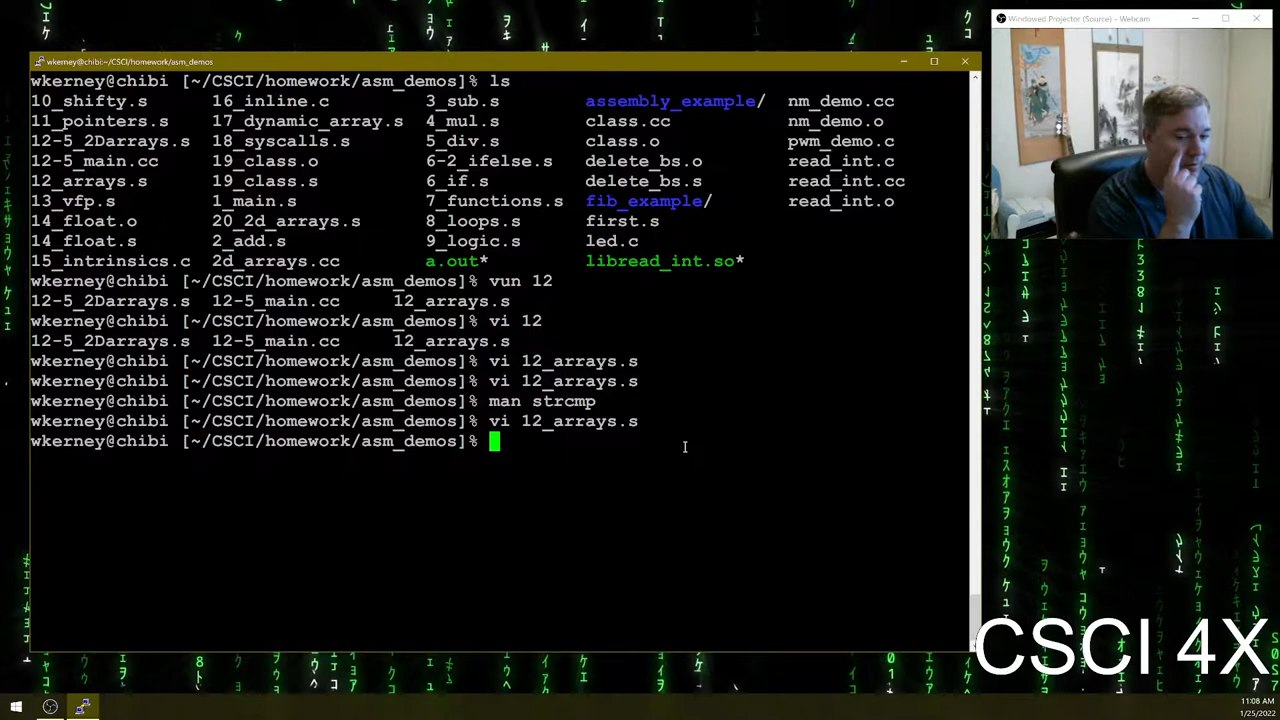 Windowed Projector (Source) - Webcam
wkerney@chibi:~/CSCI/homework/asm_demos
wkerney@chibi [~/CSCI/homework/asm_demos]% ls
10_shifty.s 16_inline.c 3_sub.s assembly_example/ nm_demo.cc
11_pointers.s 17_dynamic_array.s 4_mul.s class.cc nm_demo.o
12-5_2Darrays.s 18_syscalls.s 5_div.s class.o pwm_demo.c
12-5_main.cc 19_class.o 6-2_ifelse.s delete_bs.o read_int.c
12_arrays.s 19_class.s 6_if.s delete_bs.s read_int.cc
13_vfp.s 1_main.s 7_functions.s fib_example/ read_int.o
14_float.o 20_2d_arrays.s 8_loops.s first.s
14_float.s 2_add.s 9_logic.s led.c
15_intrinsics.c 2d_arrays.cc a.out* libread_int.so*
wkerney@chibi [~/CSCI/homework/asm_demos]% vun 12
12-5_2Darrays.s 12-5_main.cc 12_arrays.s
wkerney@chibi [~/CSCI/homework/asm_demos]% vi 12
12-5_2Darrays.s 12-5_main.cc 12_arrays.s
wkerney@chibi [~/CSCI/homework/asm_demos]% vi 12_arrays.s
wkerney@chibi [~/CSCI/homework/asm_demos]% vi 12_arrays.s
wkerney@chibi [~/CSCI/homework/asm_demos]% man strcmp
wkerney@chibi [~/CSCI/homework/asm_demos]% vi 12_arrays.s
wkerney@chibi [~/CSCI/homework/asm_demos]%
CSCI 4X
11:08 AM
1/25/2022